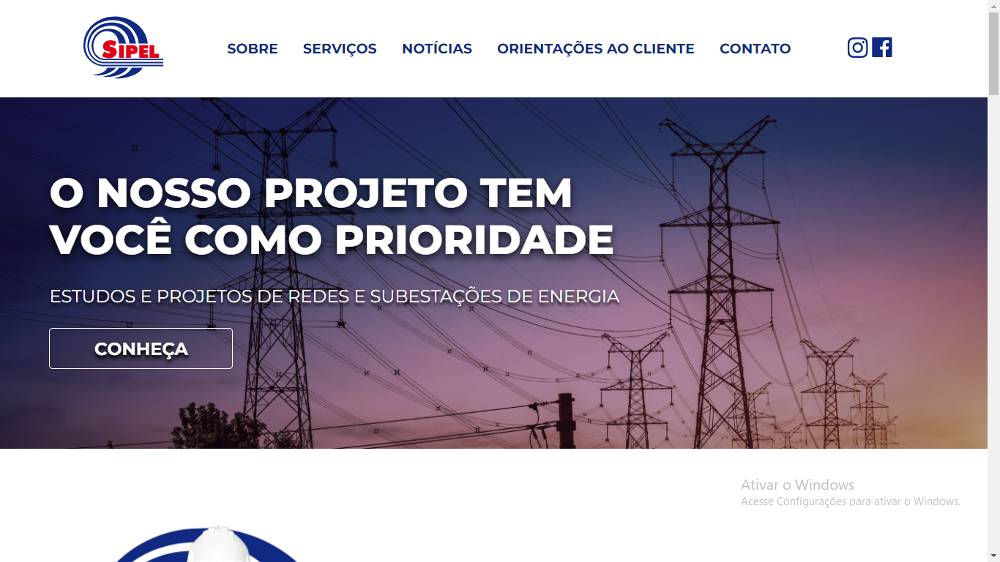 SIPEL
SOBRE
SERVIÇOS
NOTÍCIAS
ORIENTAÇÕES AO CLIENTE
CONTATO
O NOSSO PROJETO TEM
VOCÊ COMO PRIORIDADE
ESTUDOS E PROJETOS DE REDES E SUBESTAÇÕES DE ENERGIA
CONHEÇA
Ativar o Windows
Acesse Configurações para ativar o Windows.